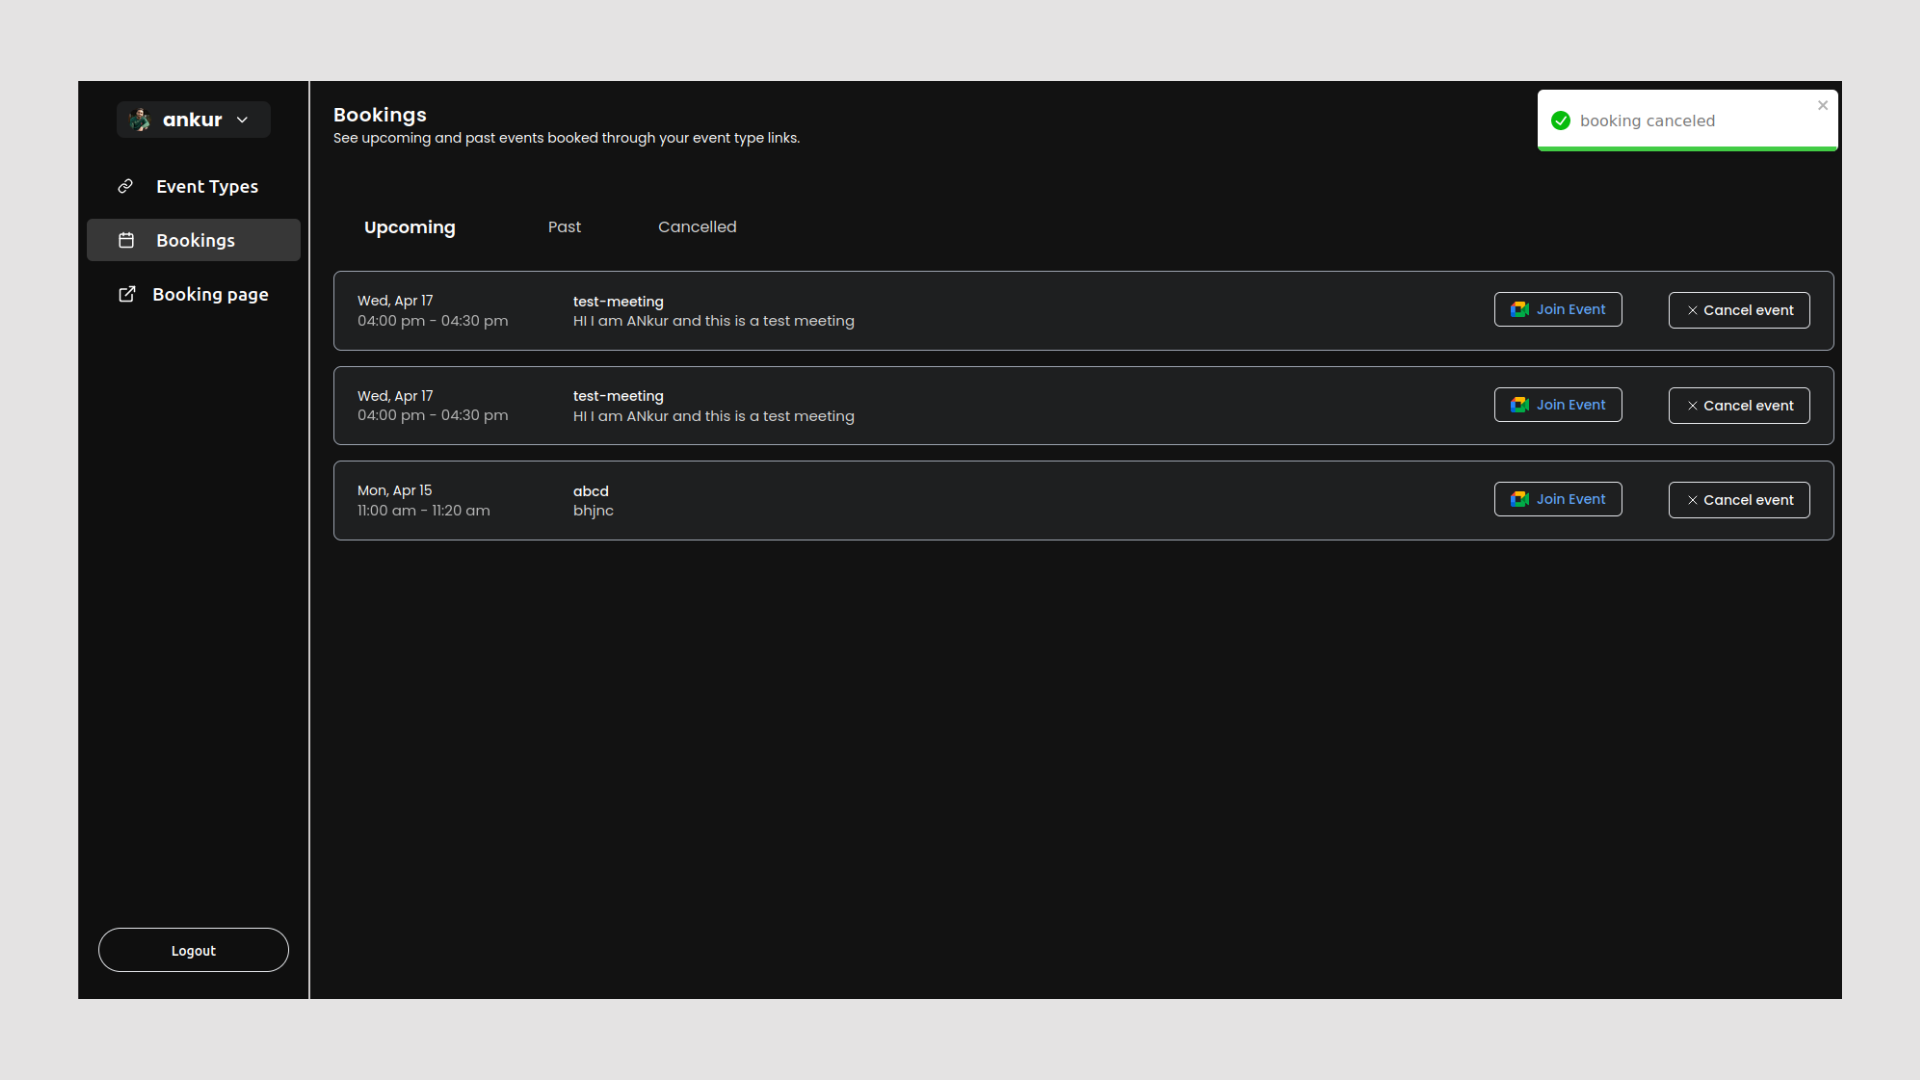 ankur
Event Types
Bookings
Booking page
Logout
Bookings
See upcoming and past events booked through your event type links.
booking canceled
Upcoming Past Cancelled
Wed, Apr 17
04:00 pm - 04:30 pm
test-meeting
HI I am ANkur and this is a test meeting
Join Event
Cancel event
Wed, Apr 17
04:00 pm - 04:30 pm
test-meeting
HI I am ANkur and this is a test meeting
Join Event
Cancel event
Mon, Apr 15
11:00 am - 11:20 am
abcd
bhjnc
Join Event
Cancel event